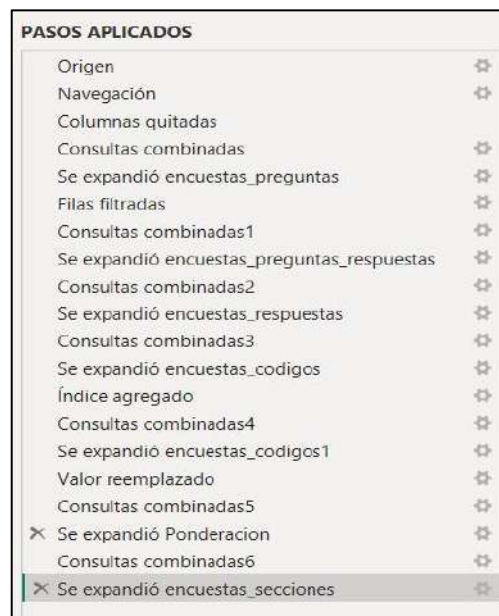 PASOS APLICADOS
Origen
Navegación
Columnas quitadas
Consultas combinadas
Se expandió encuestas_preguntas
Filas filtradas
Consultas combinadas1
Se expandió encuestas_preguntas_respuestas
Consultas combinadas2
Se expandió encuestas_respuestas
Consultas combinadas3
Se expandió encuestas_codigos
Índice agregado
Consultas combinadas4
Se expandió encuestas_codigos1
Valor reemplazado
Consultas combinadas5
Se expandió Ponderacion
Consultas combinadas6
Se expandió encuestas_secciones